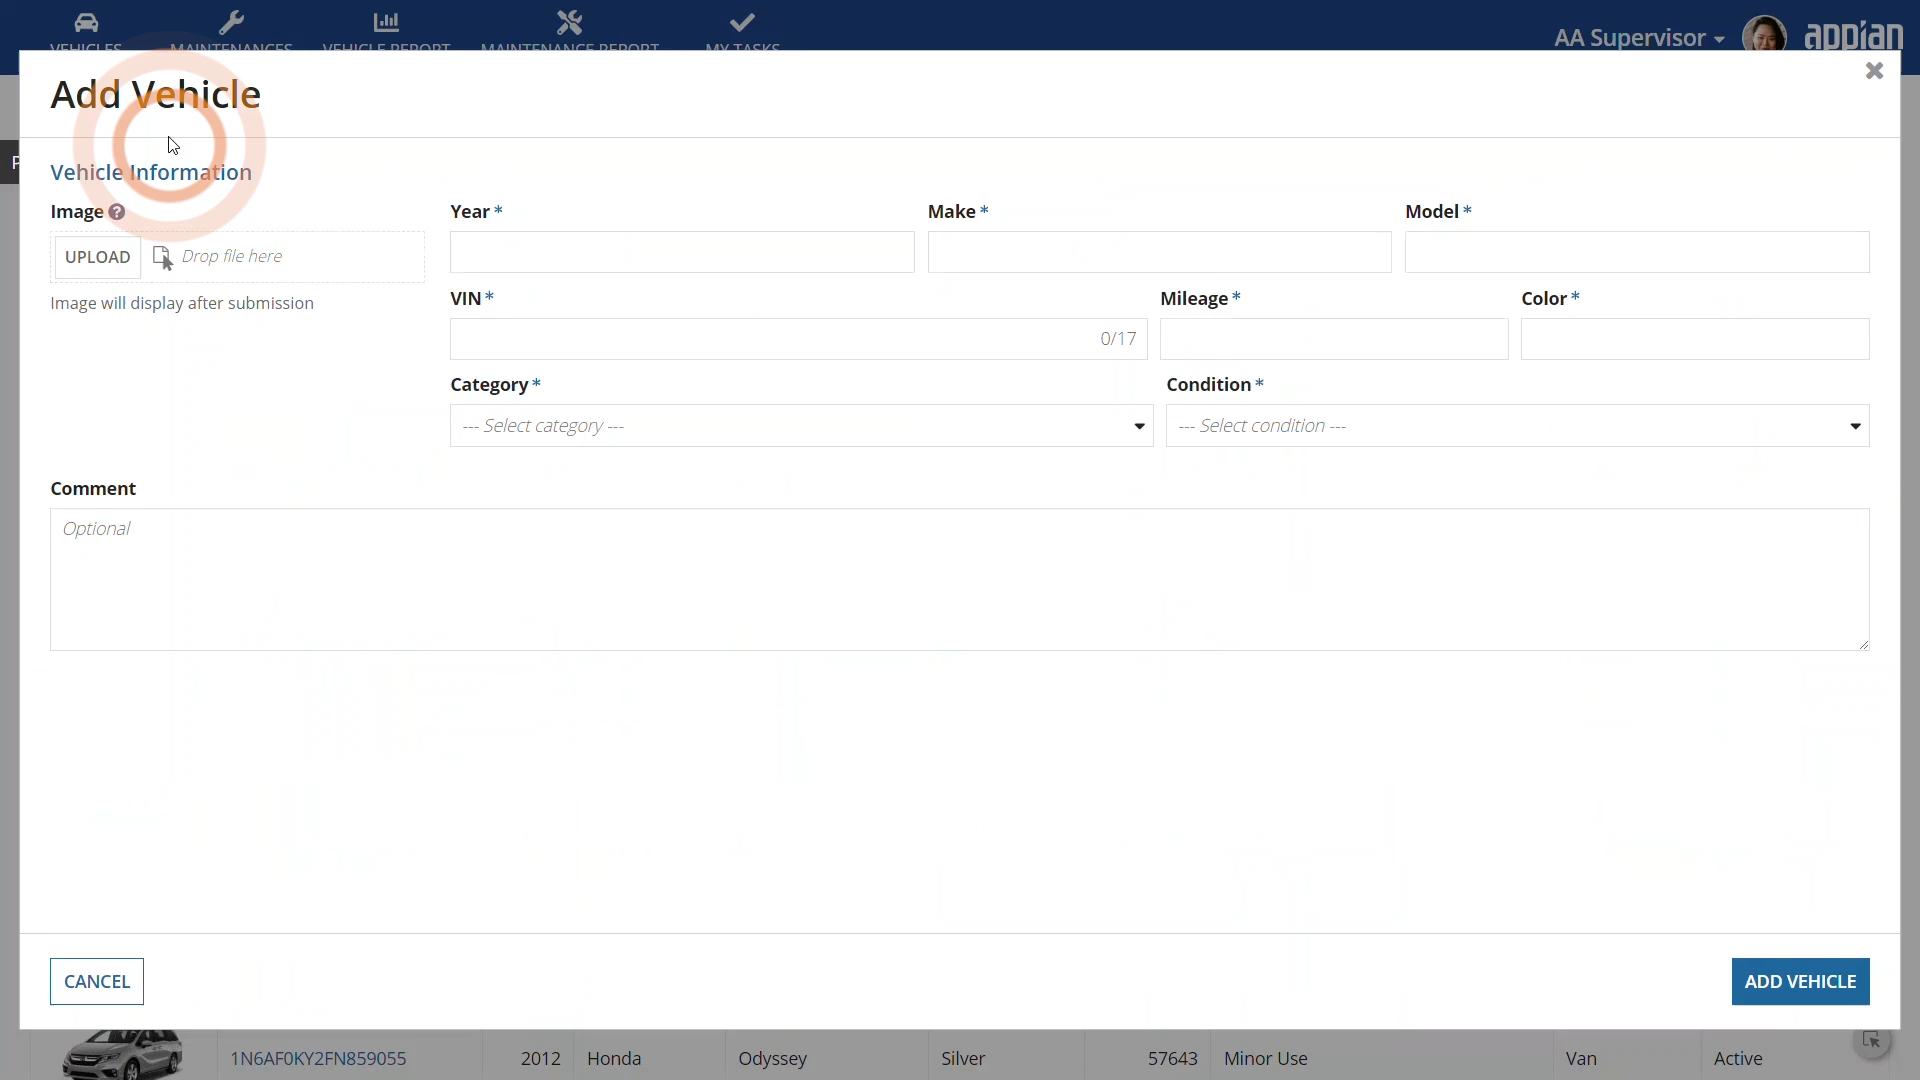 VEHICLES MAINTENANCES VEHICLE REPORT MAINTENANCE REPORT MY TASKS
AA Supervisor appian
Add Vehicle
P
Vehicle Information
Image ? Year * Make * Model *
UPLOAD Drop file here
Image will display after submission
VIN * Mileage * Color *
0/17
Category * Condition *
--- Select category --- --- Select condition ---
Comment
Optional
CANCEL ADD VEHICLE
1N6AF0KY2FN859055 2012 Honda Odyssey Silver 57643 Minor Use Van Active